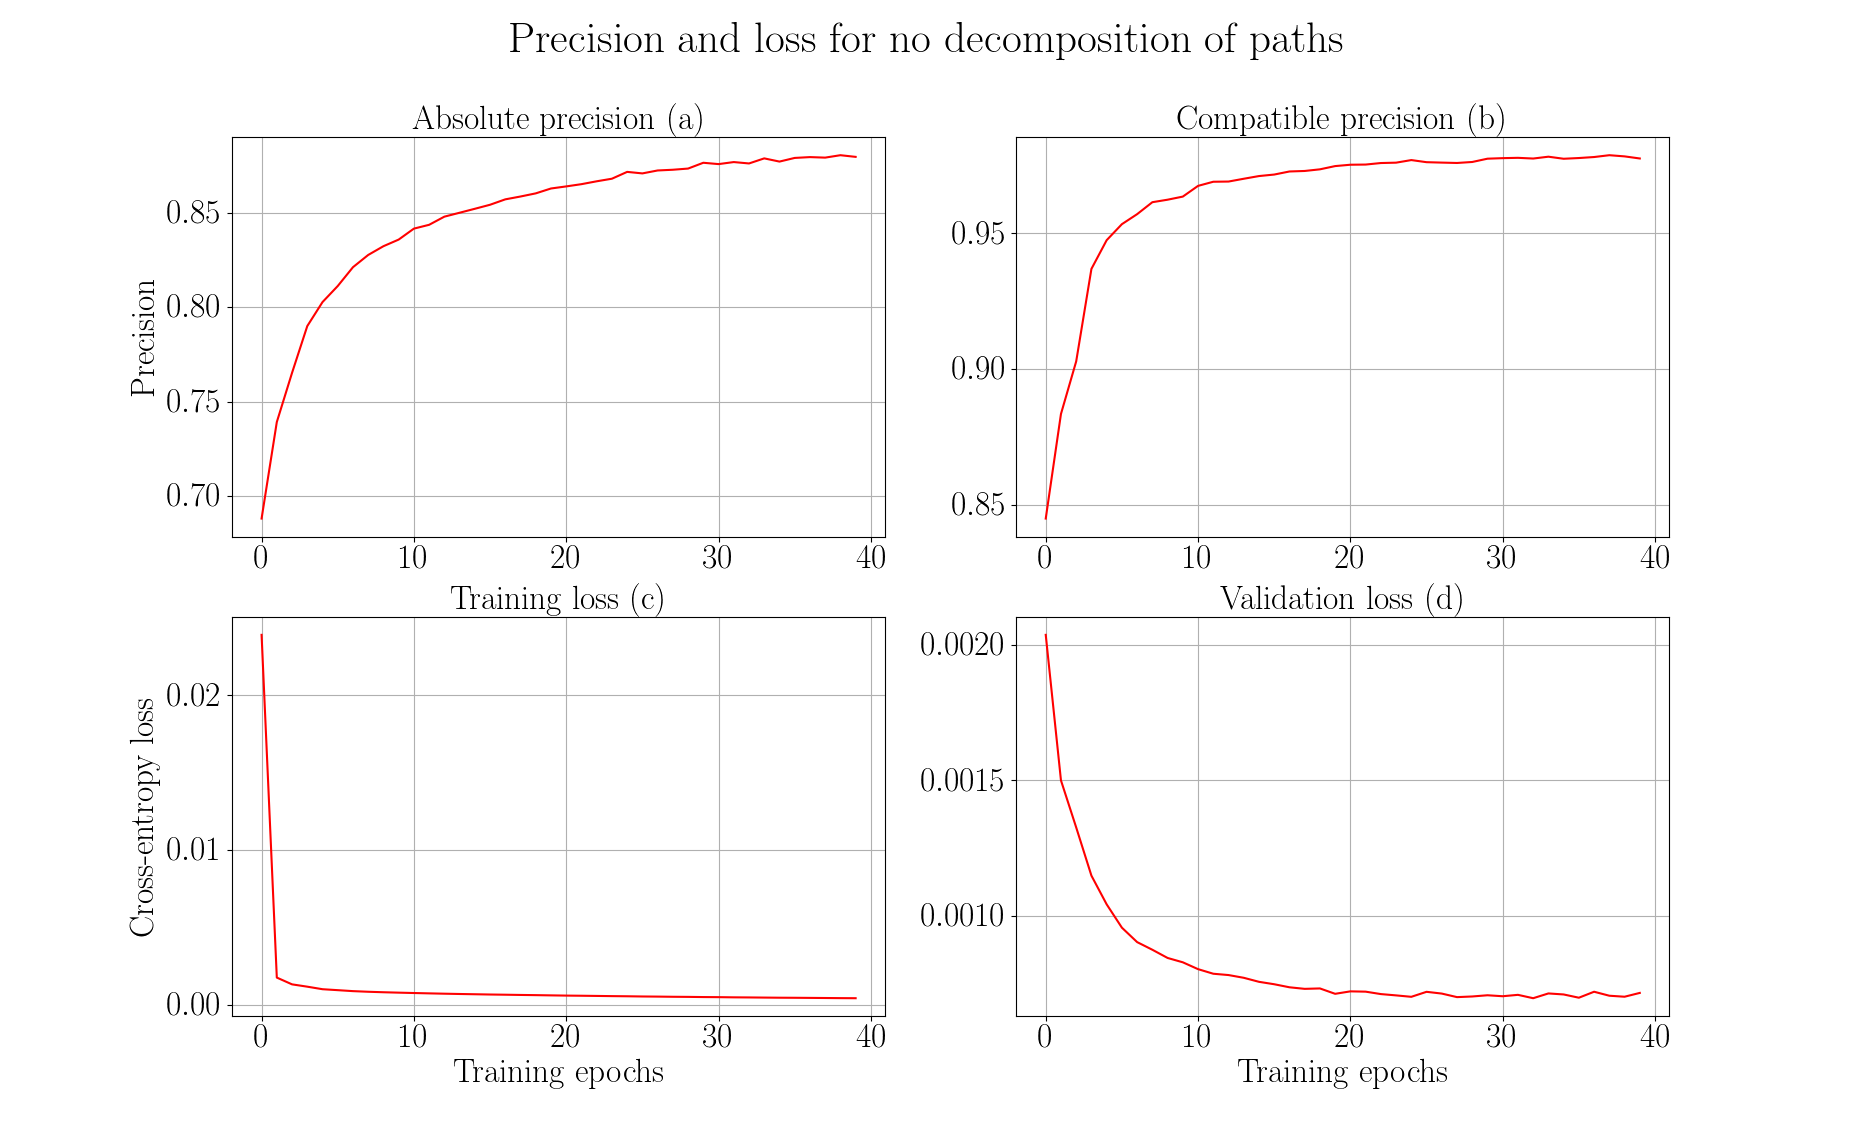 Precision and loss for no decomposition of paths
Absolute precision (a)
Precision
0.85
0.80
0.75
0.70
0 10 20 30 40
Compatible precision (b)
0.95
0.90
0.85
0 10 20 30 40
Training loss (c)
Cross-entropy loss
0.02
0.01
0.00
0 10 20 30 40
Training epochs
Validation loss (d)
0.0020
0.0015
0.0010
0 10 20 30 40
Training epochs